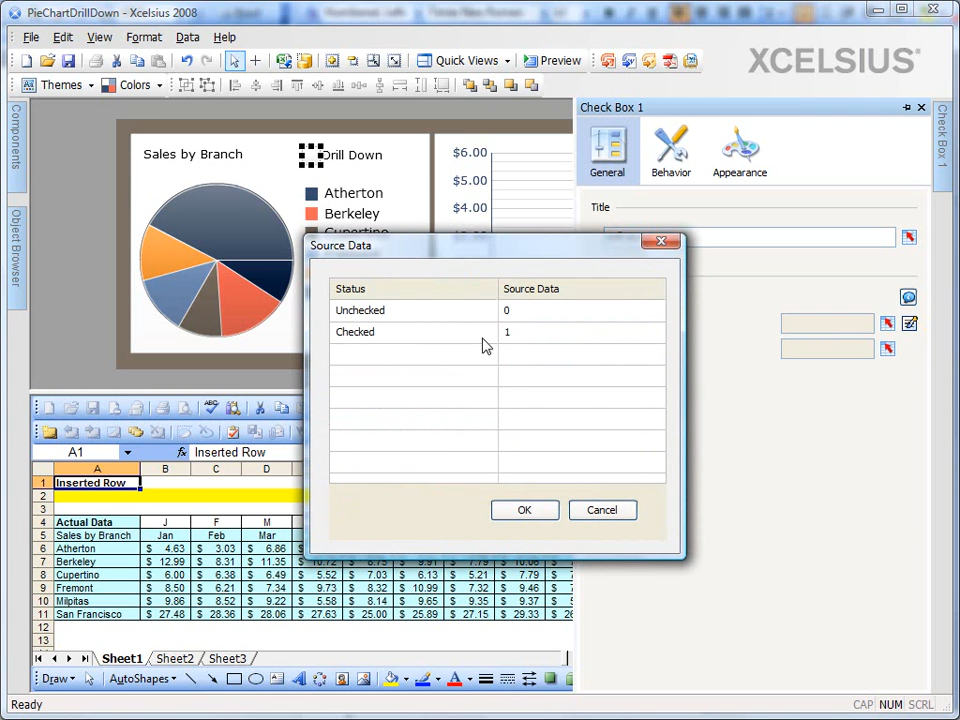 PieChartDrillDown - Xcelsius 2008
File Edit View Format Data Help
Quick Views Preview
XCELSIUS
Themes Colors
Components
Object Browser
Sales by Branch
Drill Down
Atherton
Berkeley
Cupertino
$6.00
$5.00
$4.00
Check Box 1
General Behavior Appearance
Title
Check Box 1
Source Data
Status Source Data
Unchecked 0
Checked 1
OK Cancel
A1 fx Inserted Row
A B C D
1 Inserted Row
2
3
4 Actual Data J F M
5 Sales by Branch Jan Feb Mar
6 Atherton $ 4.63 $ 3.03 $ 6.86
7 Berkeley $ 12.99 $ 8.31 $ 11.35
8 Cupertino $ 6.00 $ 6.38 $ 6.49 $ 5.52 $ 7.03 $ 6.13 $ 5.21 $ 7.79
9 Fremont $ 8.50 $ 6.21 $ 7.34 $ 9.73 $ 8.32 $ 10.99 $ 7.32 $ 9.46
10 Milpitas $ 9.86 $ 8.52 $ 9.22 $ 5.58 $ 8.14 $ 9.65 $ 9.35 $ 9.37
11 San Francisco $ 27.48 $ 28.36 $ 28.06 $ 27.63 $ 25.00 $ 25.89 $ 27.15 $ 29.33
12
13
Sheet1 Sheet2 Sheet3
Draw AutoShapes
Ready
CAP NUM SCRL